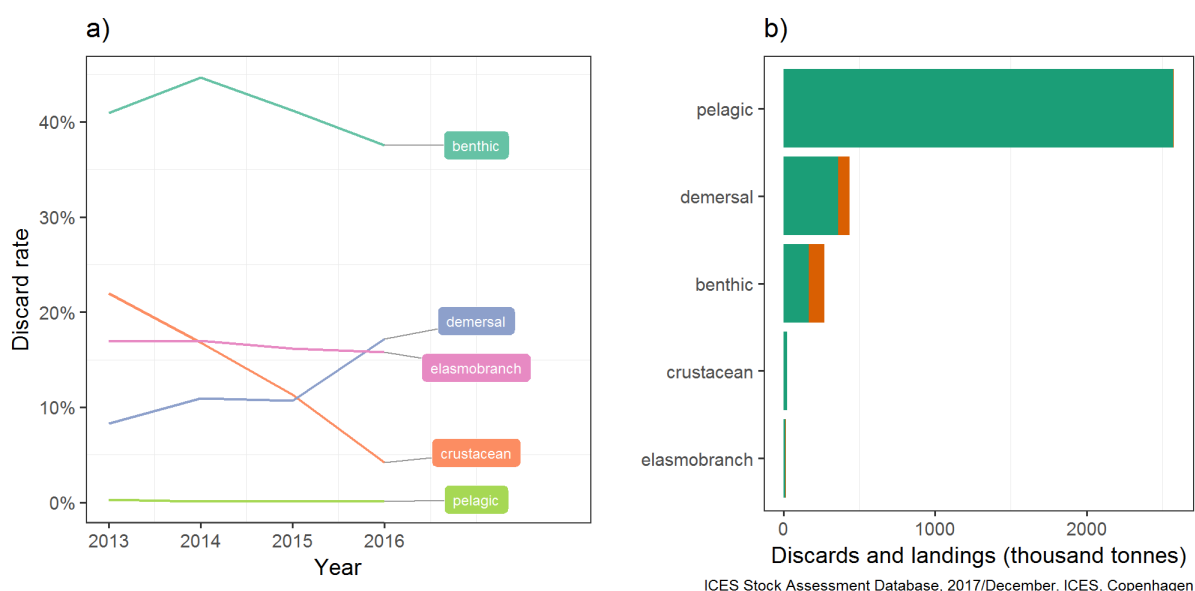 a)
Discard rate
40%
30%
20%
10%
0%
benthic
demersal
elasmobranch
crustacean
pelagic
2013 2014 2015 2016
Year
b)
pelagic
demersal
benthic
crustacean
elasmobranch
0 1000 2000
Discards and landings (thousand tonnes)
ICES Stock Assessment Database, 2017/December. ICES, Copenhagen